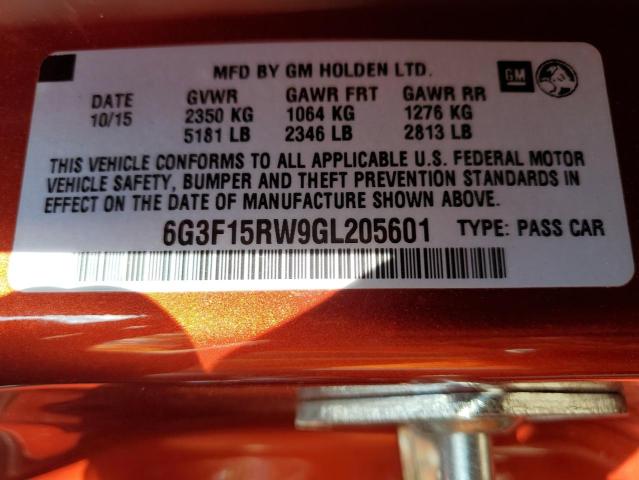 MFD BY GM HOLDEN LTD.
GM
DATE GVWR GAWR FRT GAWR RR
10/15 2350 KG 1064 KG 1276 KG
5181 LB 2346 LB 2813 LB
THIS VEHICLE CONFORMS TO ALL APPLICABLE U.S. FEDERAL MOTOR
VEHICLE SAFETY, BUMPER AND THEFT PREVENTION STANDARDS IN
EFFECT ON THE DATE OF MANUFACTURE SHOWN ABOVE.
6G3F15RW9GL205601 TYPE: PASS CAR